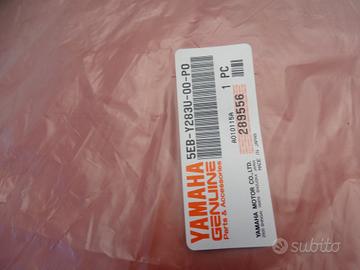 YAMAHA
GENUINE
Parts & Accessories
5EB-Y283U-00-P0
1 PC
A010115A
289556
YAMAHA MOTOR CO.,LTD.
MADE IN JAPAN
subito